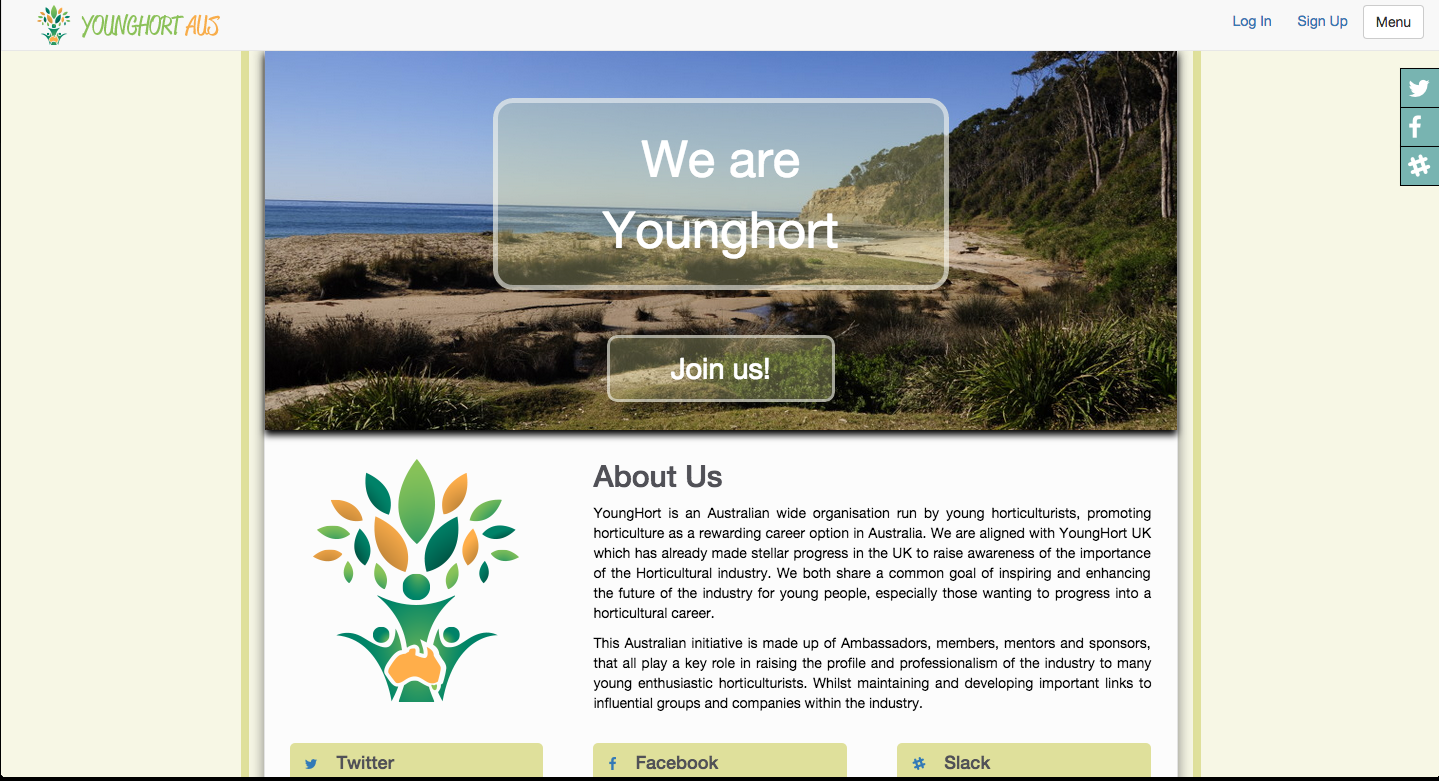 YOUNGHORT AUS
Log In
Sign Up
Menu
We are
Younghort
Join us!
About Us
YoungHort is an Australian wide organisation run by young horticulturists, promoting
horticulture as a rewarding career option in Australia. We are aligned with YoungHort UK
which has already made stellar progress in the UK to raise awareness of the importance
of the Horticultural industry. We both share a common goal of inspiring and enhancing
the future of the industry for young people, especially those wanting to progress into a
horticultural career.
This Australian initiative is made up of Ambassadors, members, mentors and sponsors,
that all play a key role in raising the profile and professionalism of the industry to many
young enthusiastic horticulturists. Whilst maintaining and developing important links to
influential groups and companies within the industry.
Twitter
Facebook
Slack